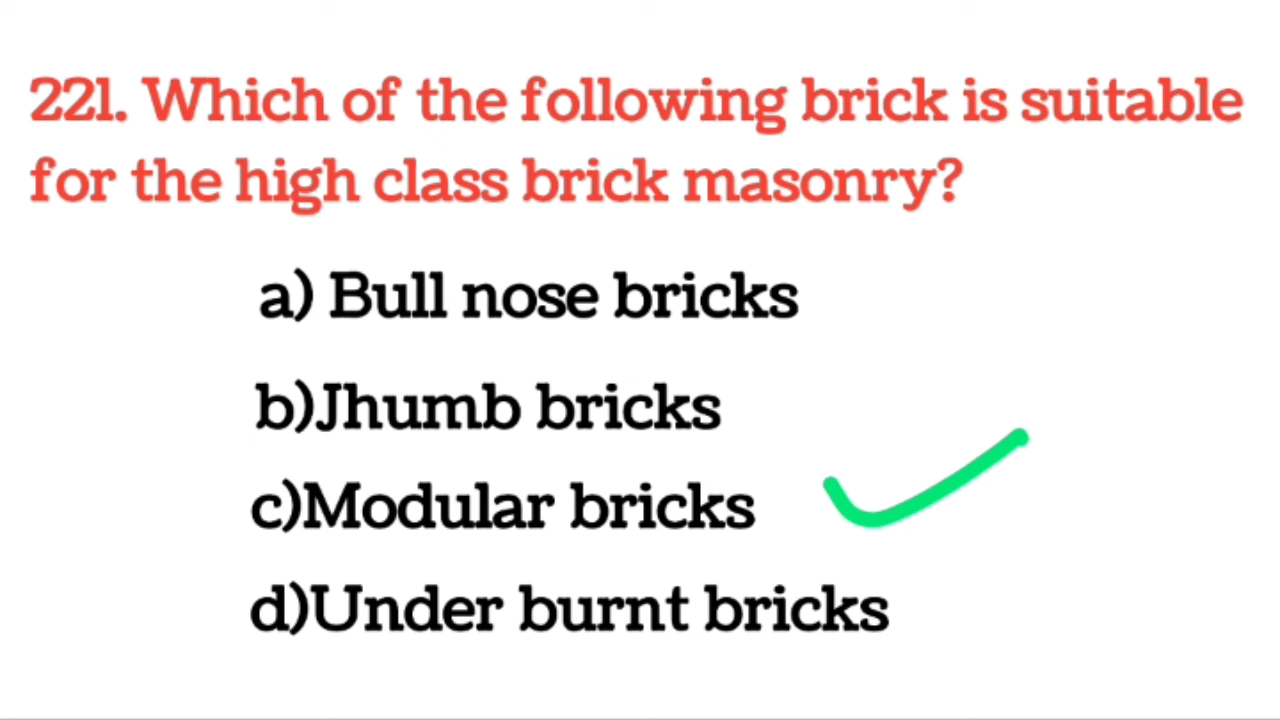 221. Which of the following brick is suitable
for the high class brick masonry?
a) Bull nose bricks
b)Jhumb bricks
c)Modular bricks
d)Under burnt bricks